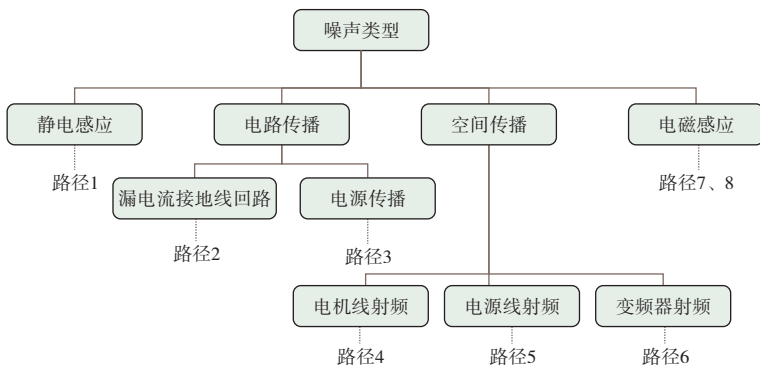 噪声类型
静电感应
电路传播
空间传播
电磁感应
路径1
路径7、8
漏电流接地线回路
电源传播
路径2
路径3
电机线射频
电源线射频
变频器射频
路径4
路径5
路径6